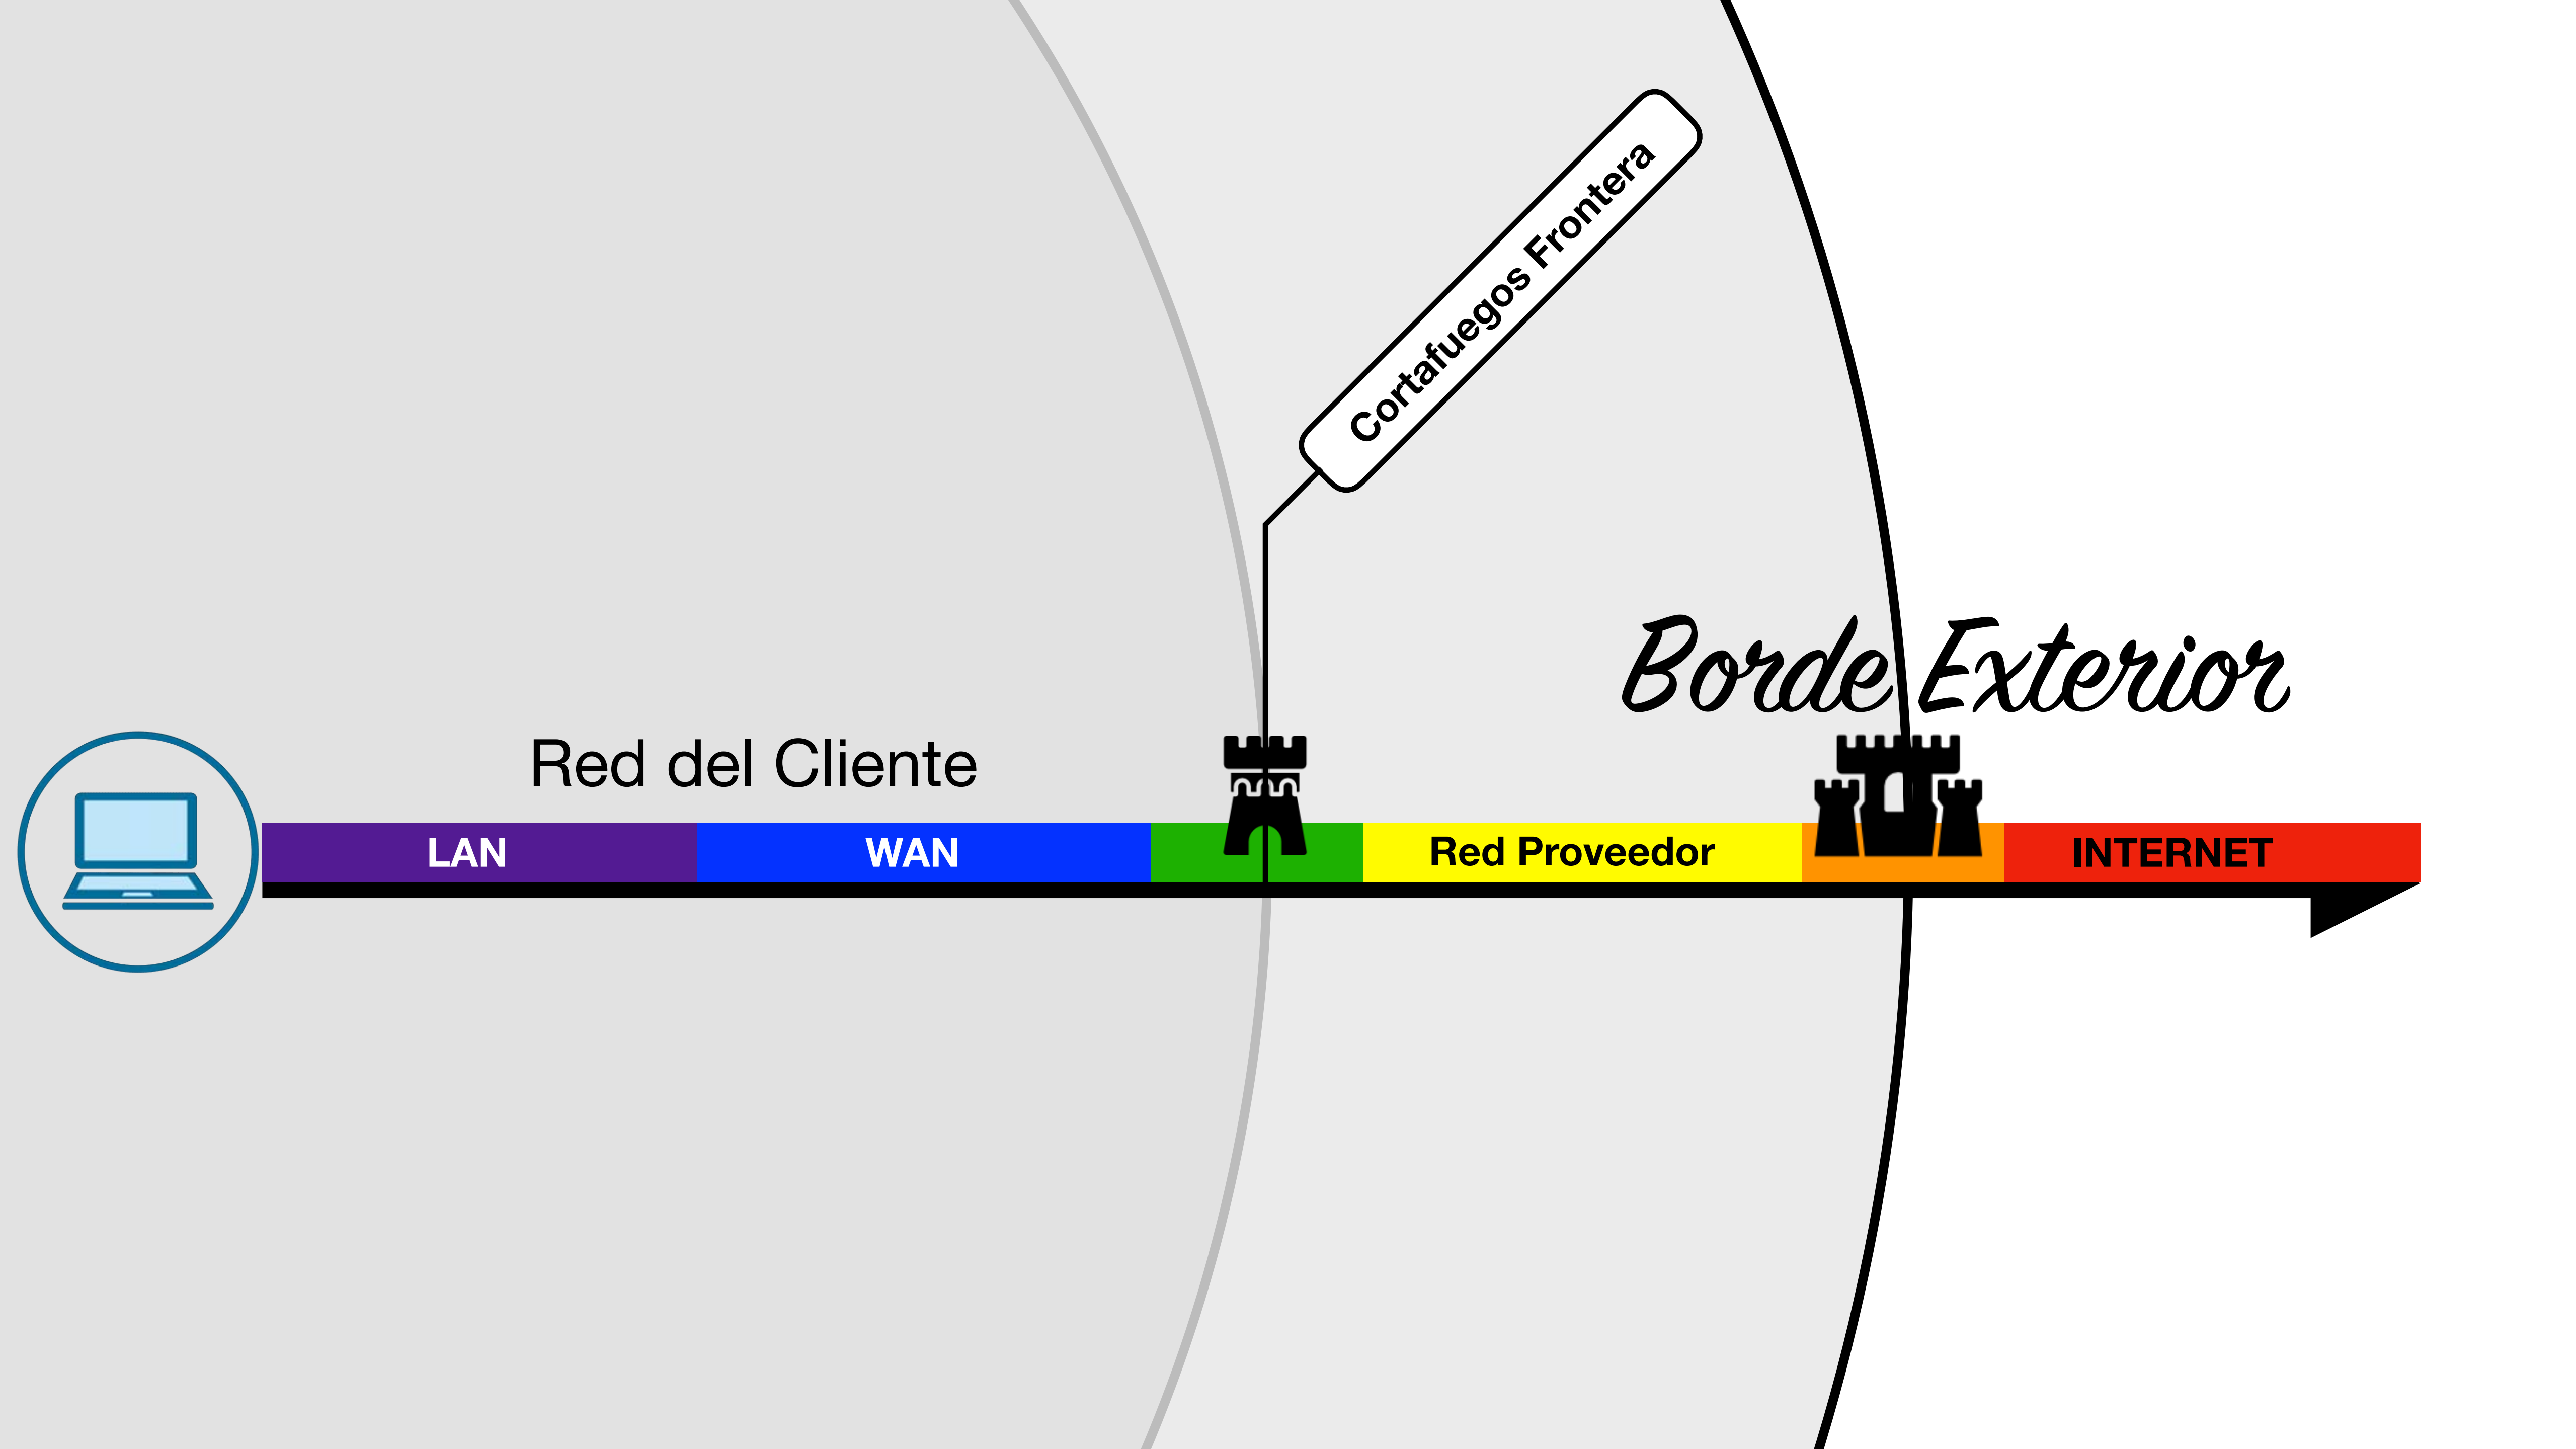 Cortafuegos Frontera
Borde Exterior
Red del Cliente
LAN
WAN
Red Proveedor
INTERNET